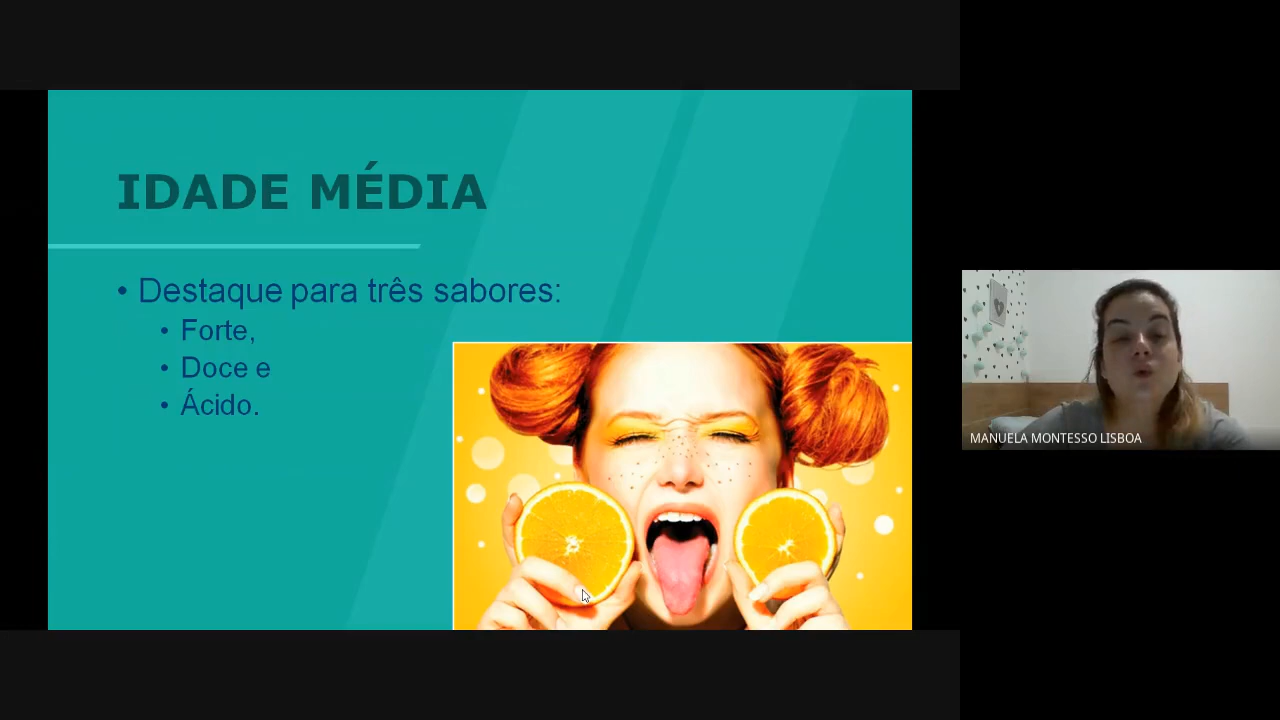 IDADE MÉDIA
• Destaque para três sabores:
• Forte,
• Doce e
• Ácido.
MANUELA MONTESSO LISBOA